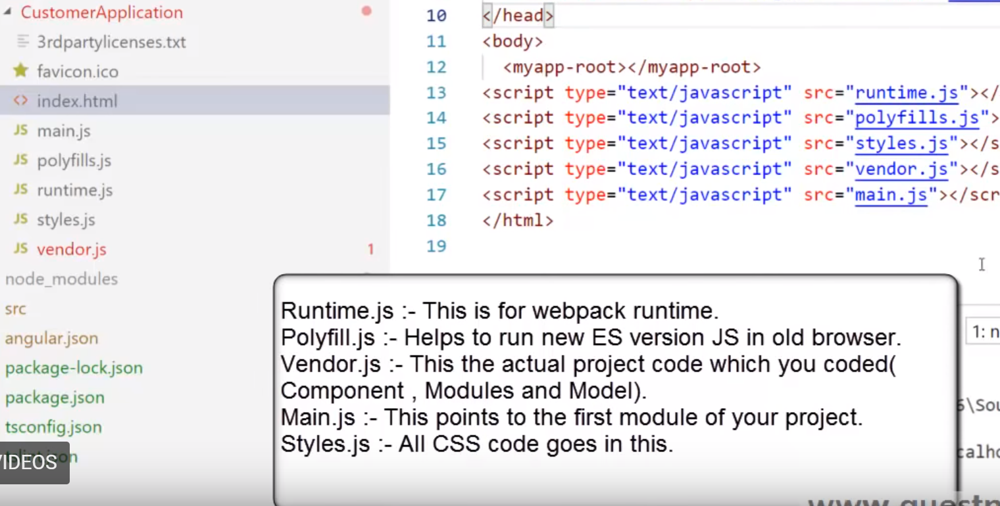 CustomerApplication
3rdpartylicenses.txt
favicon.ico
index.html
JS main.js
JS polyfills.js
JS runtime.js
JS styles.js
JS vendor.js 1
node_modules
src
angular.json
package-lock.json
package.json
tsconfig.json
VIDEOS
10 </head>
11 <body>
12 <myapp-root></myapp-root>
13 <script type="text/javascript" src="runtime.js"></
14 <script type="text/javascript" src="polyfills.js">
15 <script type="text/javascript" src="styles.js"></s
16 <script type="text/javascript" src="vendor.js"></s
17 <script type="text/javascript" src="main.js"></scr
18 </html>
19
Runtime.js :- This is for webpack runtime.
Polyfill.js :- Helps to run new ES version JS in old browser.
Vendor.js :- This the actual project code which you coded(
Component , Modules and Model).
Main.js :- This points to the first module of your project.
Styles.js :- All CSS code goes in this.
1: n